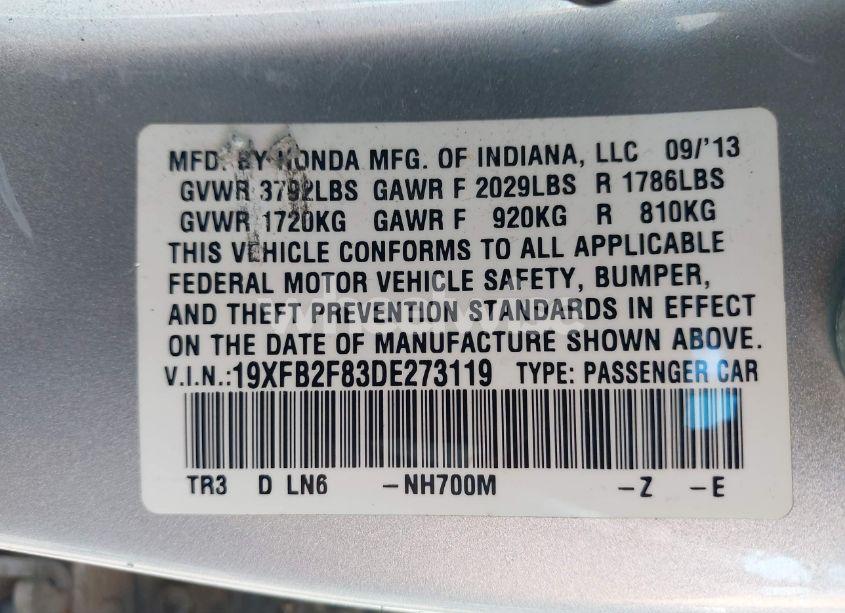 MFD. BY HONDA MFG. OF INDIANA, LLC 09/'13
GVWR 3792LBS GAWR F 2029LBS R 1786LBS
GVWR 1720KG GAWR F 920KG R 810KG
THIS VEHICLE CONFORMS TO ALL APPLICABLE
FEDERAL MOTOR VEHICLE SAFETY, BUMPER,
AND THEFT PREVENTION STANDARDS IN EFFECT
ON THE DATE OF MANUFACTURE SHOWN ABOVE.
V.I.N.:19XFB2F83DE273119 TYPE: PASSENGER CAR
TR3 D LN6 -NH700M -Z -E